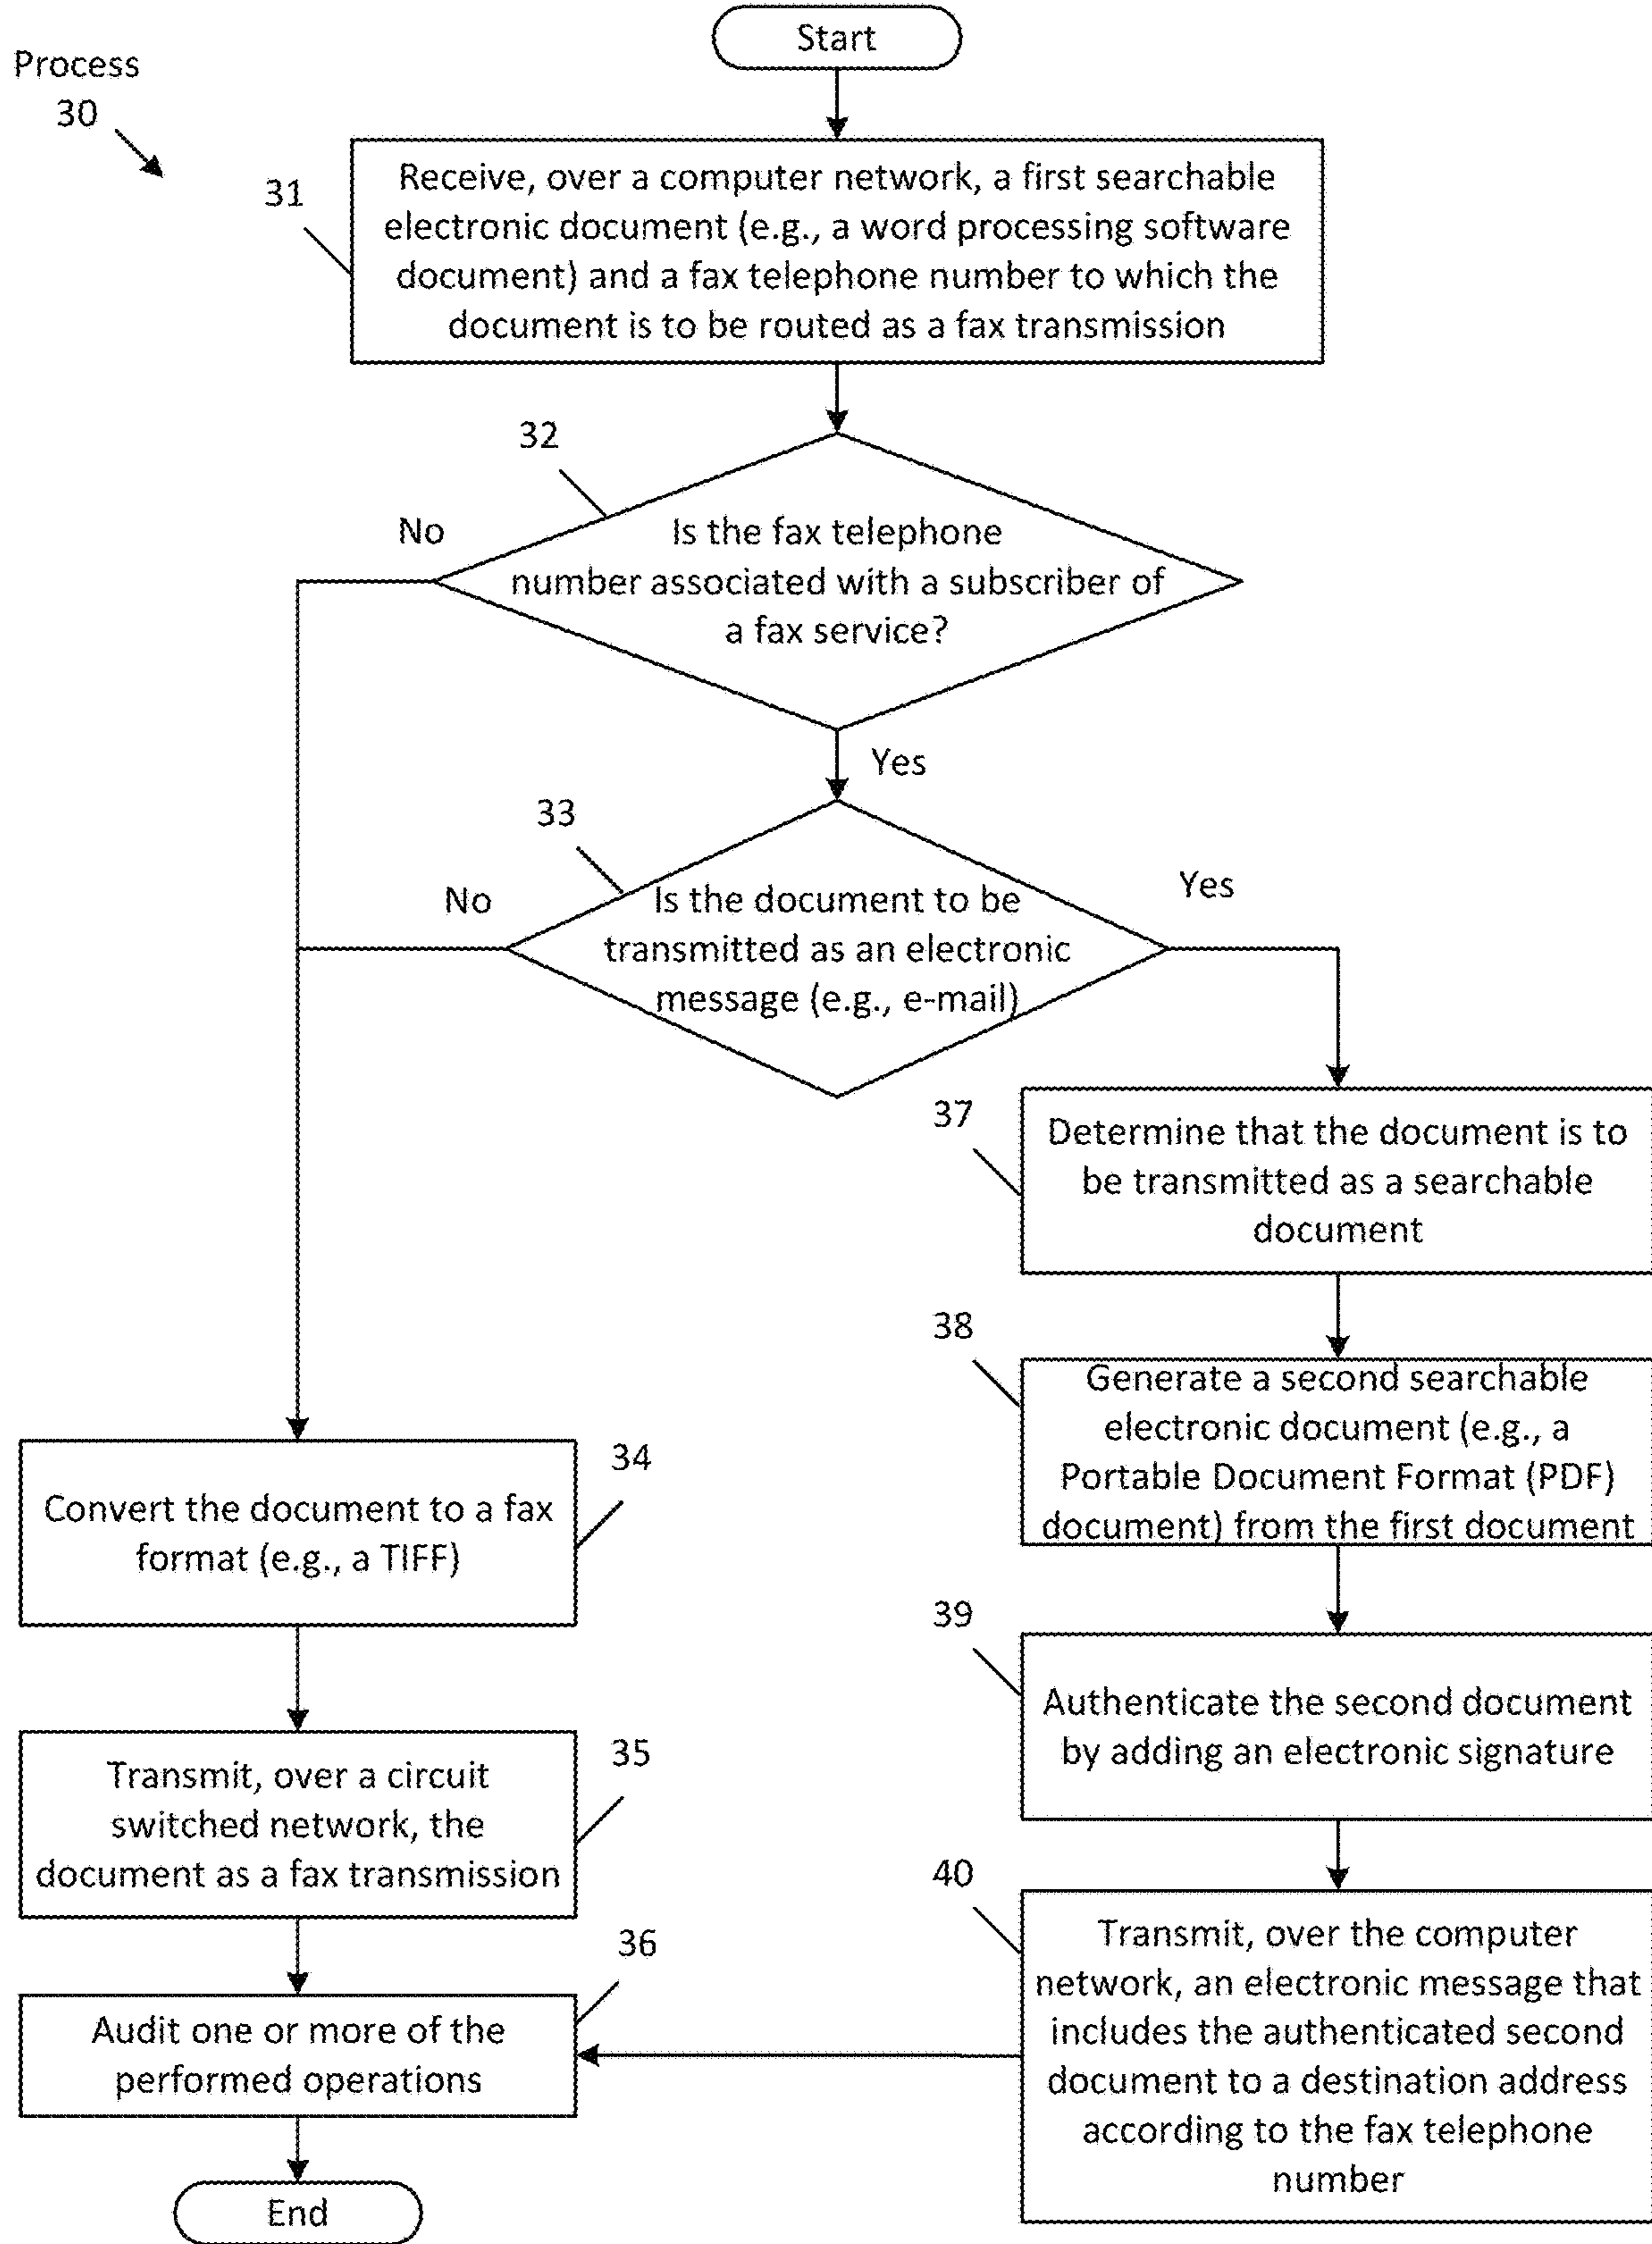 Start
Process
30
31
Receive, over a computer network, a first searchable
electronic document (e.g., a word processing software
document) and a fax telephone number to which the
document is to be routed as a fax transmission
32
No
Is the fax telephone
number associated with a subscriber of
a fax service?
Yes
33
No
Is the document to be
transmitted as an electronic
message (e.g., e-mail)
Yes
37
Determine that the document is to
be transmitted as a searchable
document
38
Generate a second searchable
electronic document (e.g., a
Portable Document Format (PDF)
document) from the first document
34
Convert the document to a fax
format (e.g., a TIFF)
39
Authenticate the second document
by adding an electronic signature
35
Transmit, over a circuit
switched network, the
document as a fax transmission
40
Transmit, over the computer
network, an electronic message that
includes the authenticated second
document to a destination address
according to the fax telephone
number
36
Audit one or more of the
performed operations
End